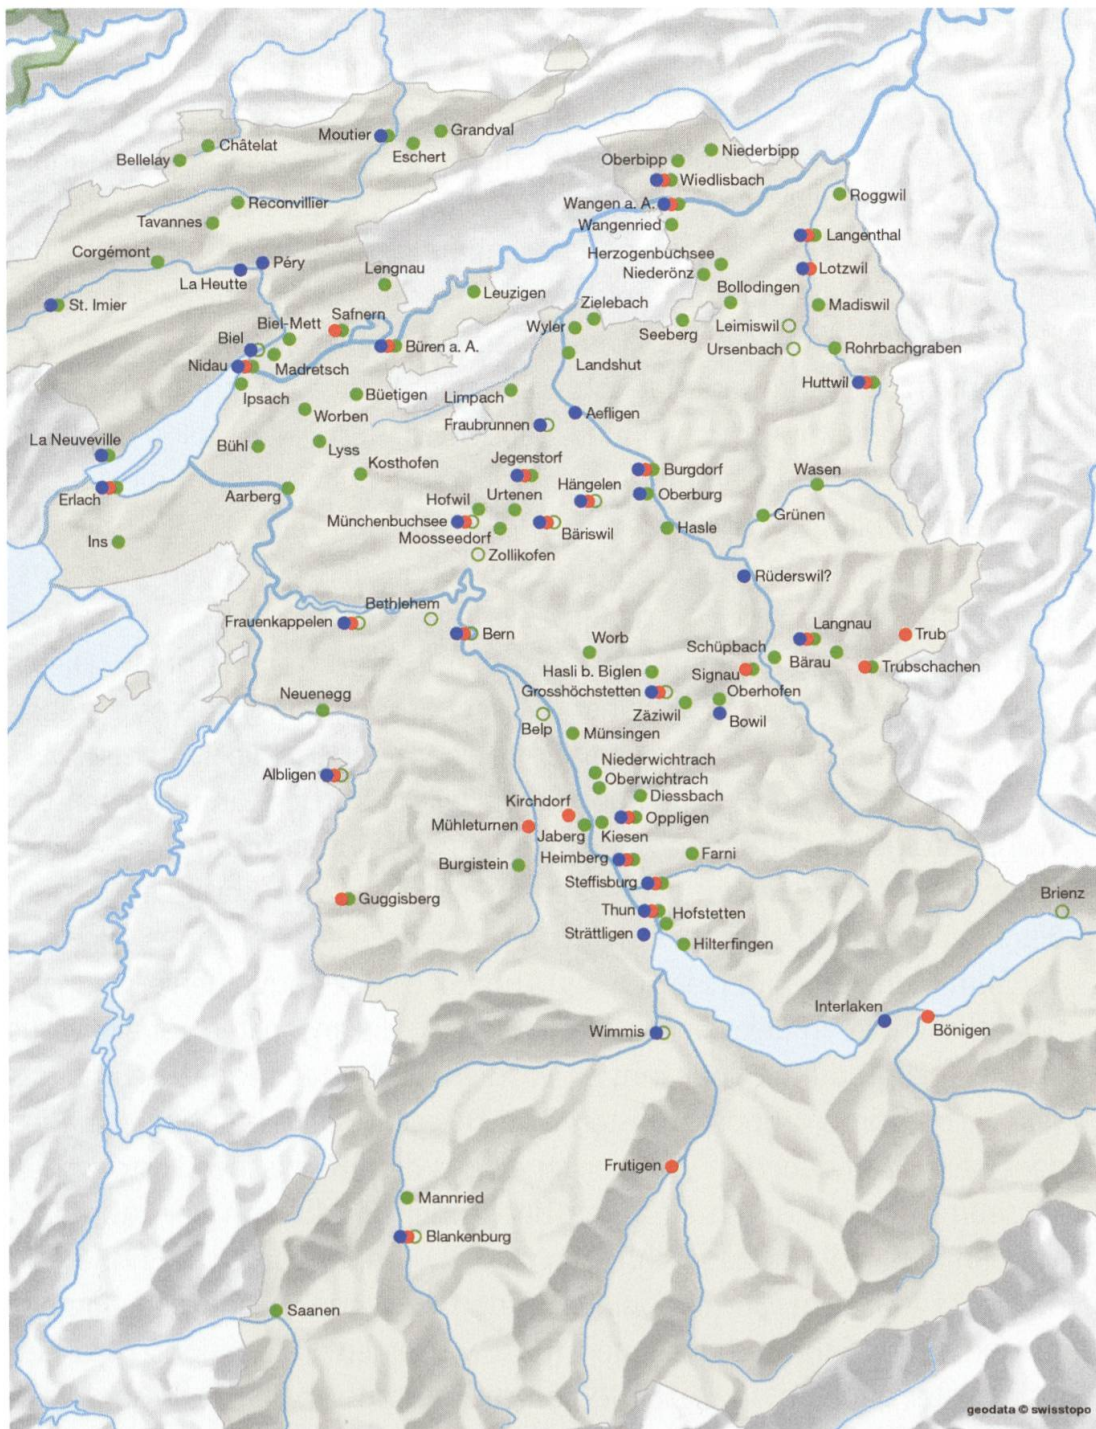 Grandval
Moutier
Eschert
Châtelat
Bellelay
Niederbipp
Oberbipp
Wiedlisbach
Roggwil
Reconvillier
Wangen a. A.
Tavannes
Wangenried
Langenthal
Corgémont
Péry
Herzogenbuchsee
Lotzwil
La Heutte
Lengnau
Niederönz
Leuzigen
Bollodingen
St. Imier
Zielebach
Madiswil
Safnern
Biel-Mett
Wyler
Seeberg
Leimiswil
Biel
Büren a. A.
Ursenbach
Rohrbachgraben
Nidau
Madretsch
Landshut
Huttwil
Ipsach
Büetigen
Limpach
Worben
Aefligen
Fraubrunnen
La Neuveville
Bühl
Lyss
Jegenstorf
Burgdorf
Kosthofen
Wasen
Erlach
Aarberg
Hängelen
Oberburg
Hofwil
Urtenen
Grünen
Münchenbuchsee
Moosseedorf
Bäriswil
Hasle
Ins
Zollikofen
Rüderswil?
Bethlehem
Frauenkappelen
Bern
Langnau
Trub
Worb
Schüpbach
Bärau
Trubschachen
Hasli b. Biglen
Signau
Grosshöchstetten
Oberhofen
Neuenegg
Zäziwil
Bowil
Belp
Münsingen
Niederwichtrach
Albligen
Oberwichtrach
Diessbach
Kirchdorf
Oppligen
Mühleturnen
Jaberg
Kiesen
Farni
Heimberg
Burgistein
Steffisburg
Guggisberg
Brienz
Thun
Hofstetten
Strättligen
Hilterfingen
Interlaken
Wimmis
Bönigen
Frutigen
Mannried
Blankenburg
Saanen
geodata © swisstopo